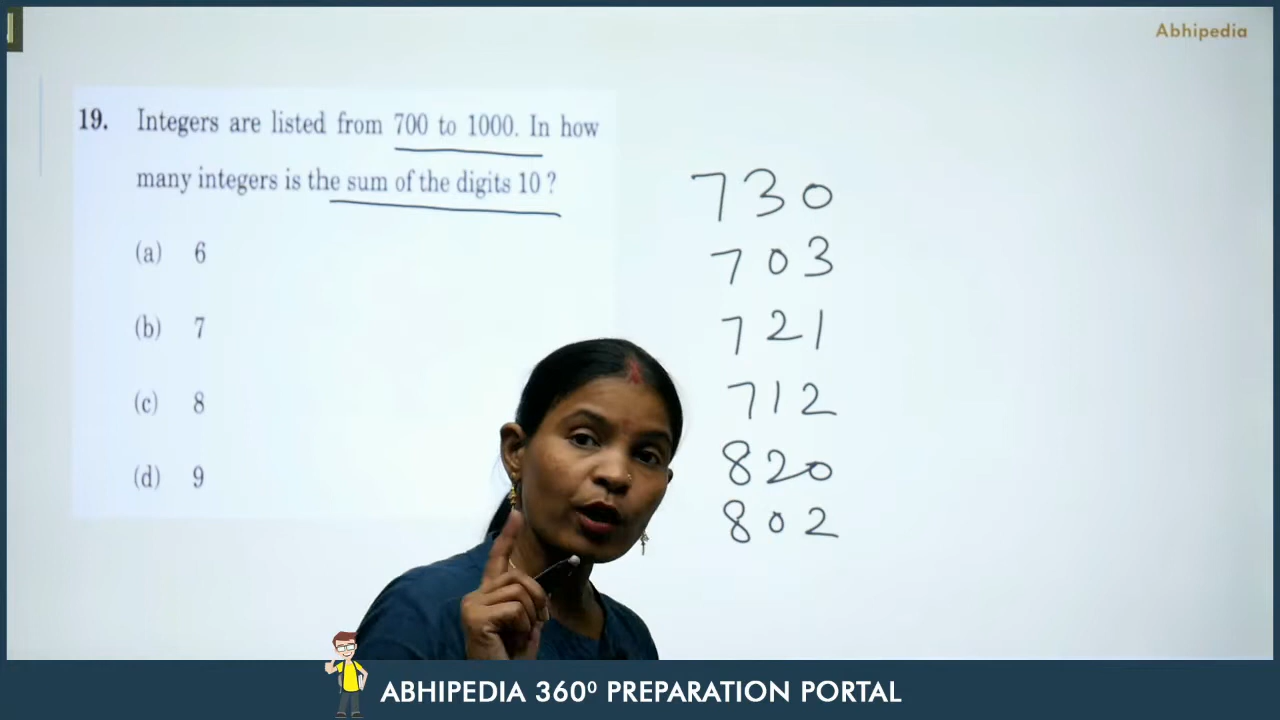 Abhipedia
19. Integers are listed from 700 to 1000. In how
many integers is the sum of the digits 10 ?
(a) 6
(b) 7
(c) 8
(d) 9
730
703
721
712
820
802
ABHIPEDIA 360⁰ PREPARATION PORTAL